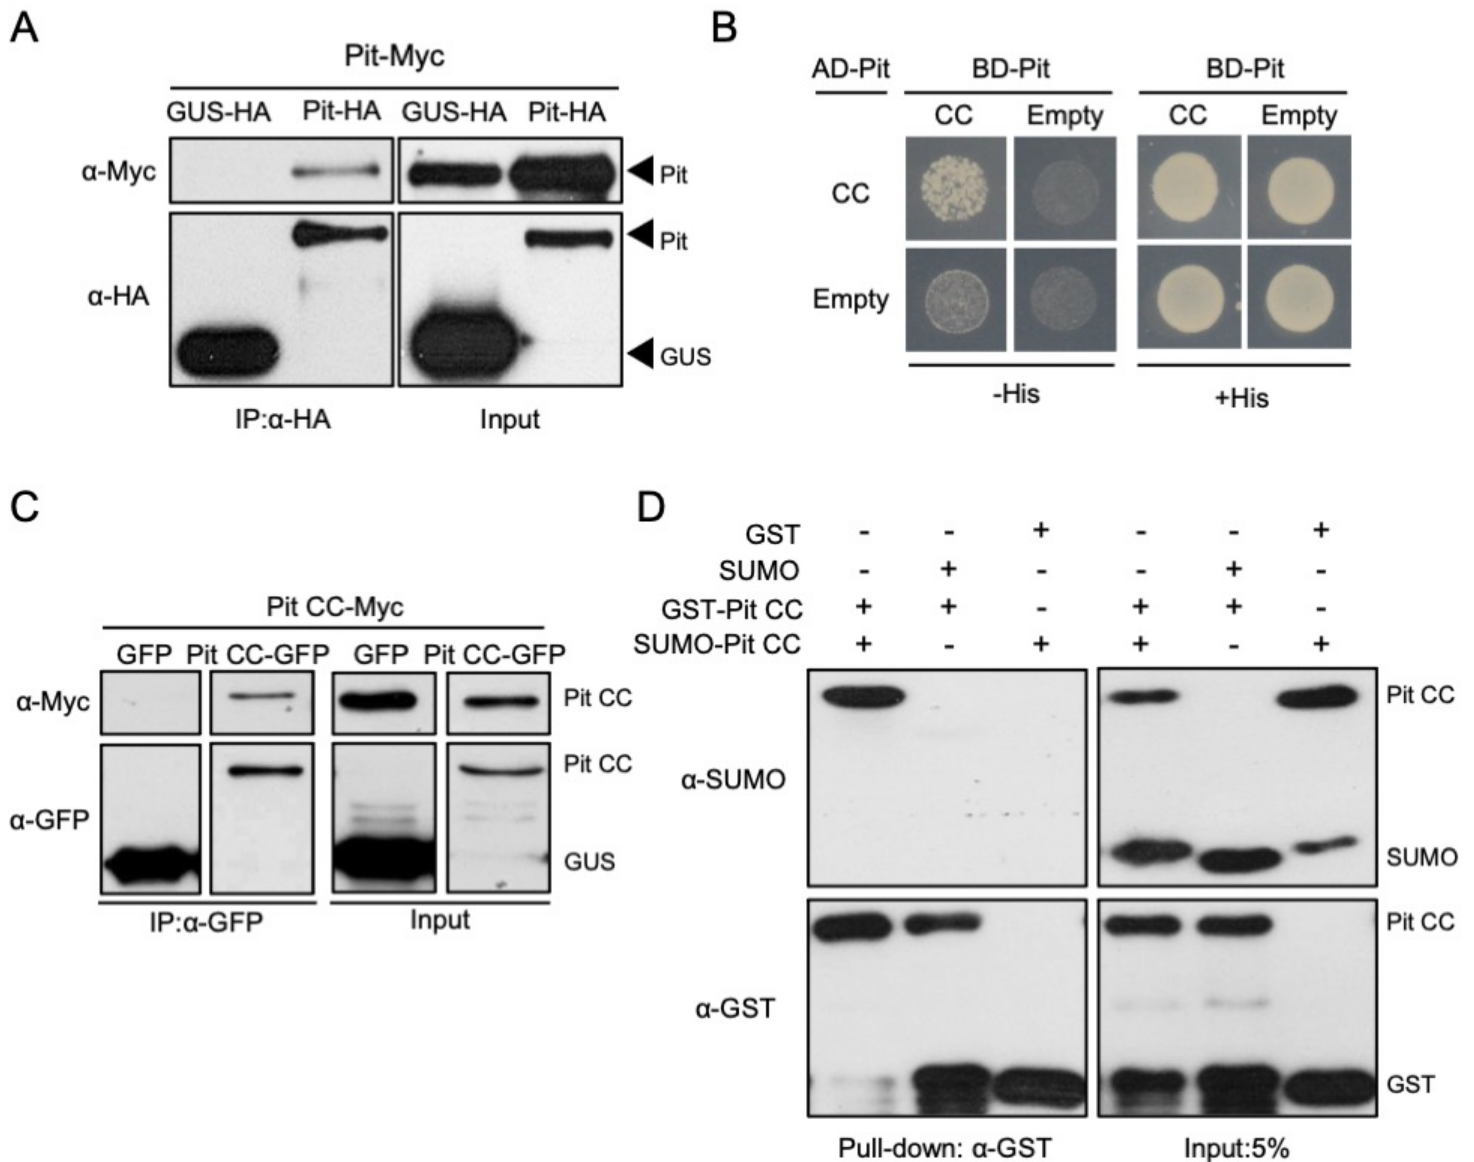 A
Pit-Myc
GUS-HA Pit-HA GUS-HA Pit-HA
α-Myc
Pit
Pit
α-HA
GUS
IP:α-HA Input
B
AD-Pit BD-Pit BD-Pit
CC Empty CC Empty
CC
Empty
-His +His
C
Pit CC-Myc
GFP Pit CC-GFP GFP Pit CC-GFP
α-Myc Pit CC
Pit CC
α-GFP
GUS
IP:α-GFP Input
D
GST - - + - - +
SUMO - + - - + -
GST-Pit CC + + - + + -
SUMO-Pit CC + - + + - +
Pit CC
α-SUMO
SUMO
Pit CC
α-GST
GST
Pull-down: α-GST Input:5%